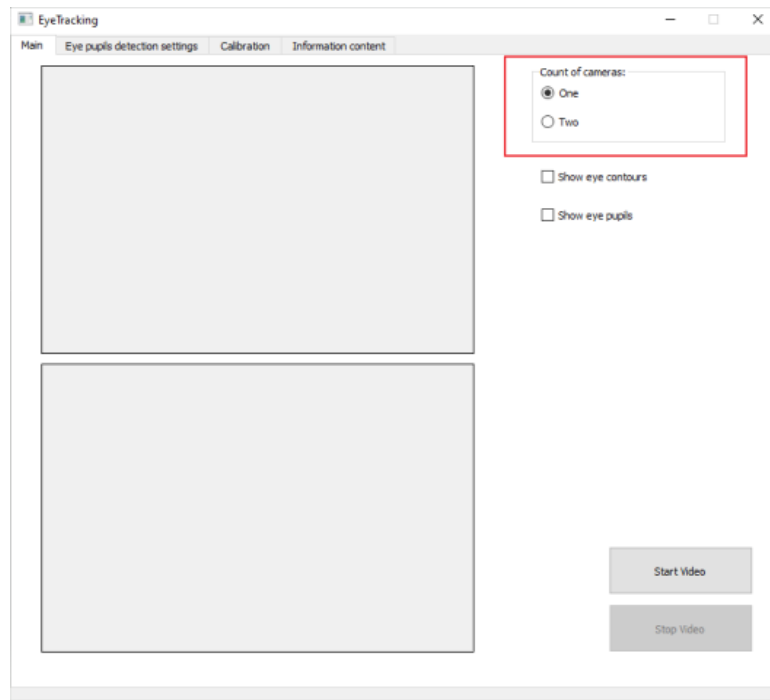 EyeTracking
Main Eye pupils detection settings Calibration Information content
Count of cameras:
One
Two
Show eye contours
Show eye pupils
Start Video
Stop Video